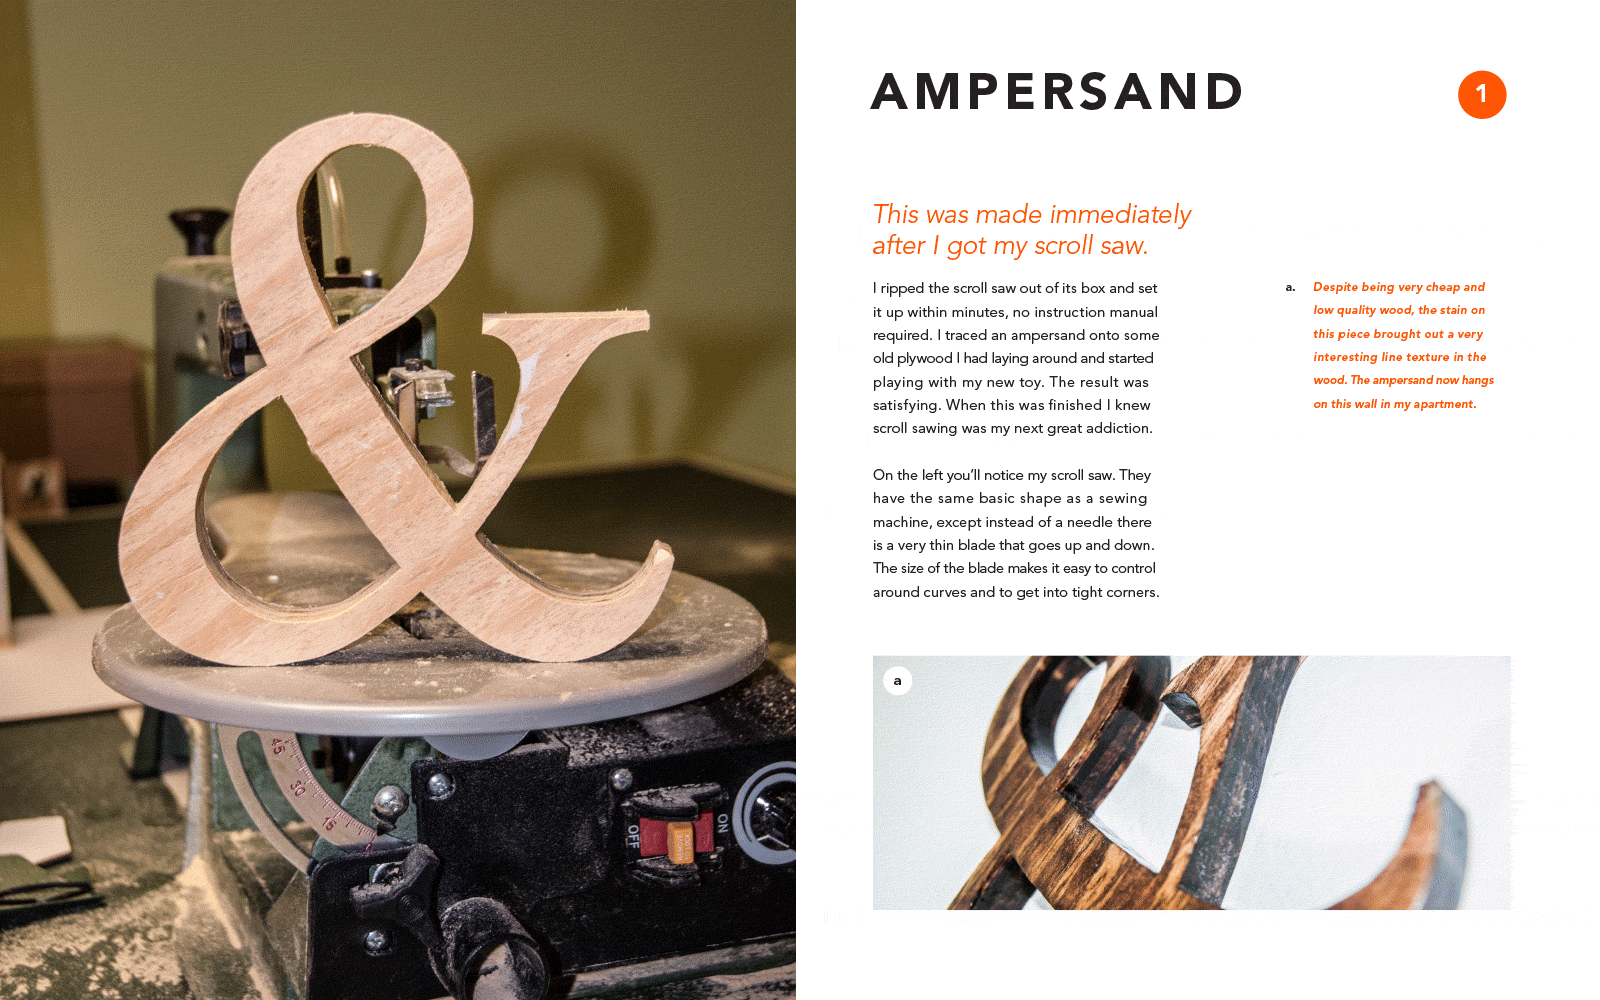 AMPERSAND
1
This was made immediately
after I got my scroll saw.
I ripped the scroll saw out of its box and set
it up within minutes, no instruction manual
required. I traced an ampersand onto some
old plywood I had laying around and started
playing with my new toy. The result was
satisfying. When this was finished I knew
scroll sawing was my next great addiction.
On the left you’ll notice my scroll saw. They
have the same basic shape as a sewing
machine, except instead of a needle there
is a very thin blade that goes up and down.
The size of the blade makes it easy to control
around curves and to get into tight corners.
a.
Despite being very cheap and
low quality wood, the stain on
this piece brought out a very
interesting line texture in the
wood. The ampersand now hangs
on this wall in my apartment.
a
&
45
30
15
OFF
ON